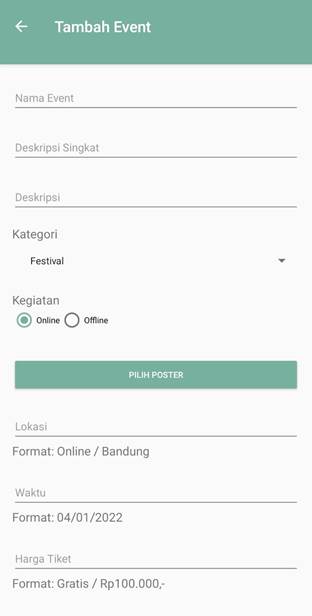 Tambah Event
Nama Event
Deskripsi Singkat
Deskripsi
Kategori
Festival
Kegiatan
Online Offline
PILIH POSTER
Lokasi
Format: Online / Bandung
Waktu
Format: 04/01/2022
Harga Tiket
Format: Gratis / Rp100.000,-